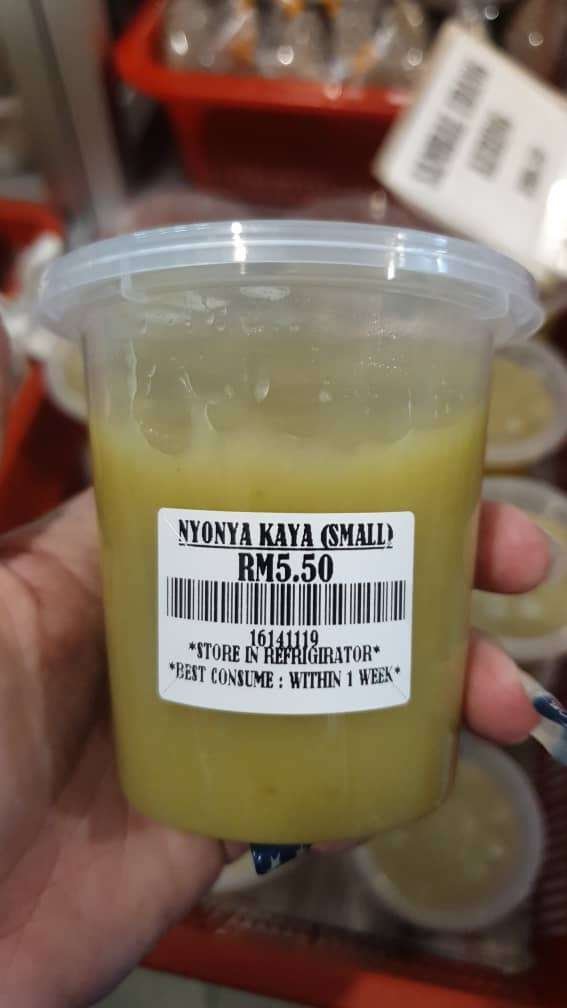 NYONYA KAYA (SMALL)
RM5.50
16141119
*STORE IN REFRIGIRATOR*
*BEST CONSUME : WITHIN 1 WEEK*